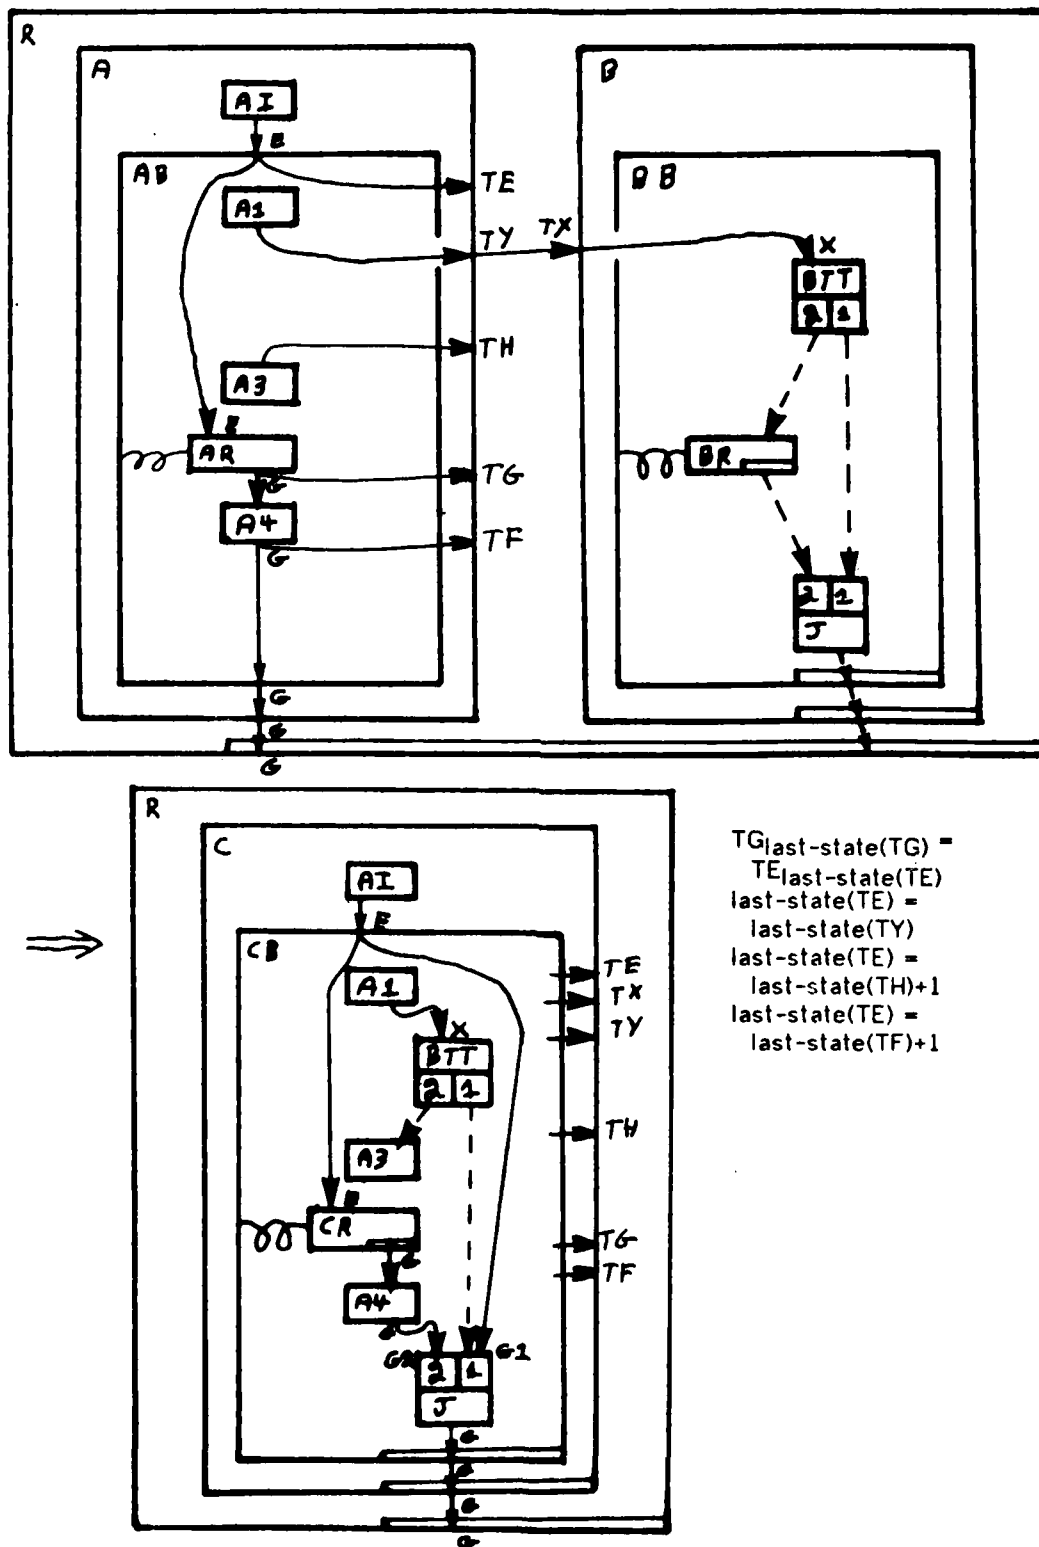 R
A
B
AI
E
AB
BB
TE
A1
TY
TX
X
BTT
2 1
TH
A3
E
AR
BR
G
TG
A4
G
TF
2 1
J
G
G
G
R
C
AI
E
CB
TE
A1
TX
X
TY
BTT
2 1
TH
A3
E
CR
G
TG
TF
A4
G
G2
G1
2 1
J
G
G
G
G
TGlast-state(TG) =
TElast-state(TE)
last-state(TE) =
last-state(TY)
last-state(TE) =
last-state(TH)+1
last-state(TE) =
last-state(TF)+1